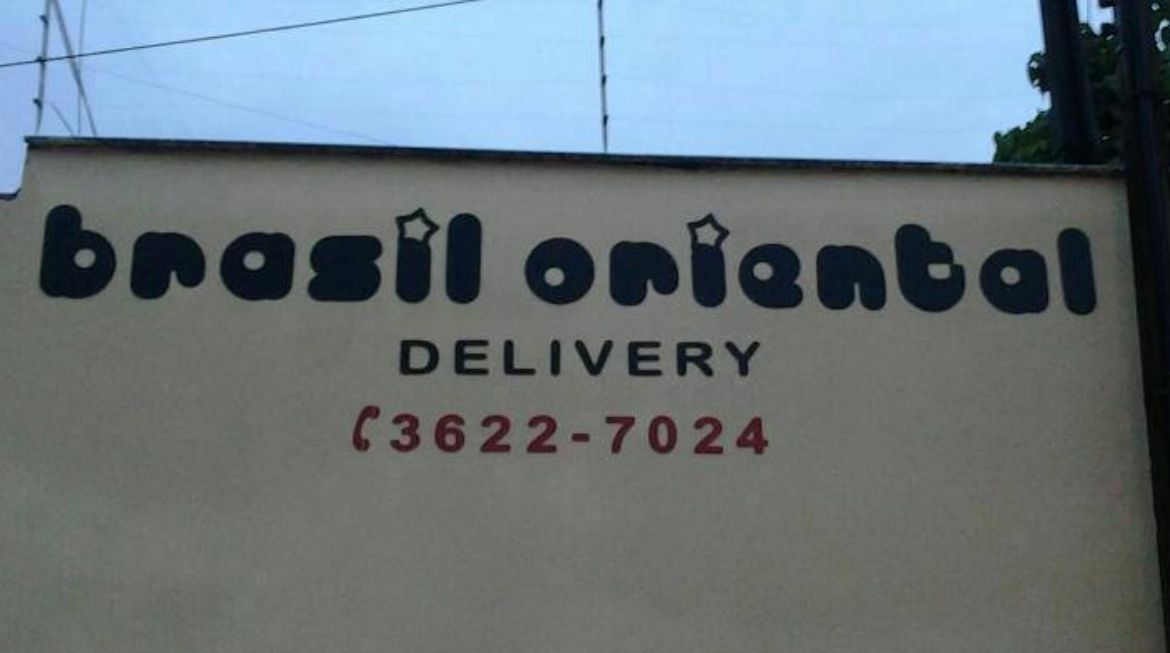 brasil oriental
DELIVERY
3622-7024